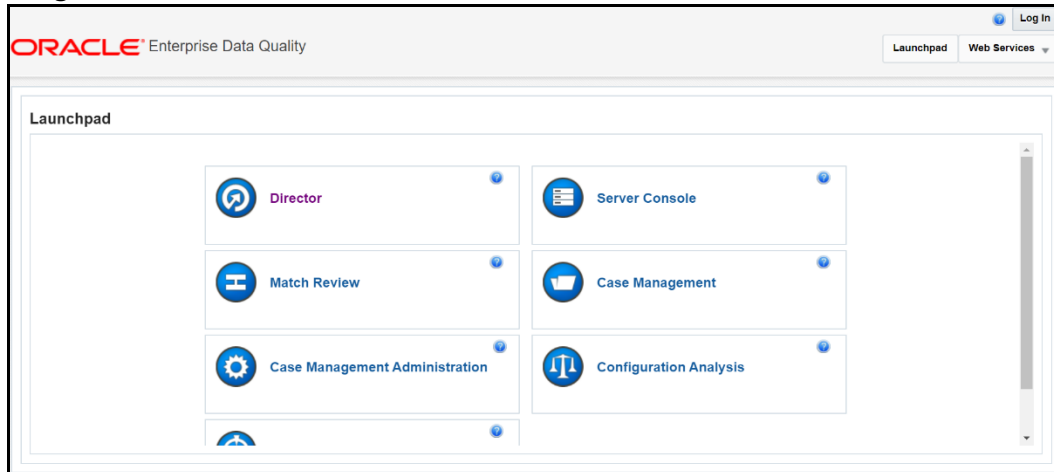 Log In
ORACLE Enterprise Data Quality
Launchpad Web Services
Launchpad
Director
Server Console
Match Review
Case Management
Case Management Administration
Configuration Analysis